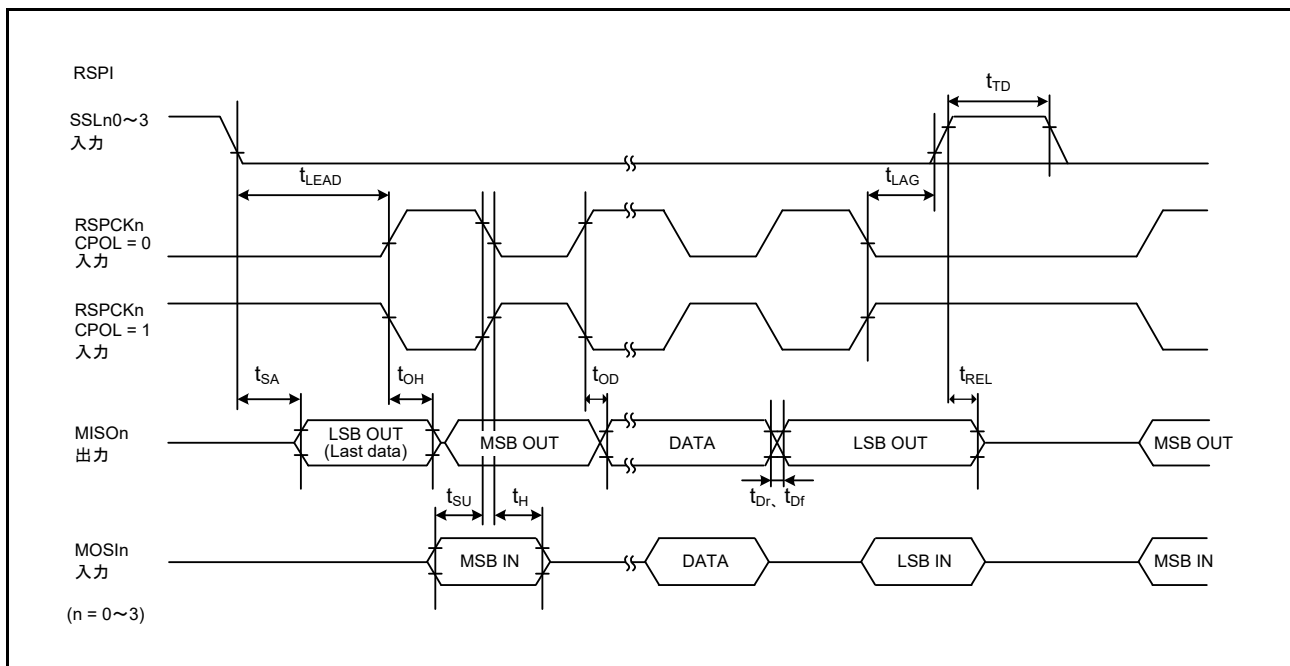 RSPI
SSLn0～3
入力
tTD
tLEAD
tLAG
RSPCKn
CPOL = 0
入力
RSPCKn
CPOL = 1
入力
tSA
tOH
tOD
tREL
MISOn
出力
LSB OUT
(Last data)
MSB OUT
DATA
LSB OUT
MSB OUT
tSU
tH
tDr、tDf
MOSIn
入力
MSB IN
DATA
LSB IN
MSB IN
(n = 0～3)